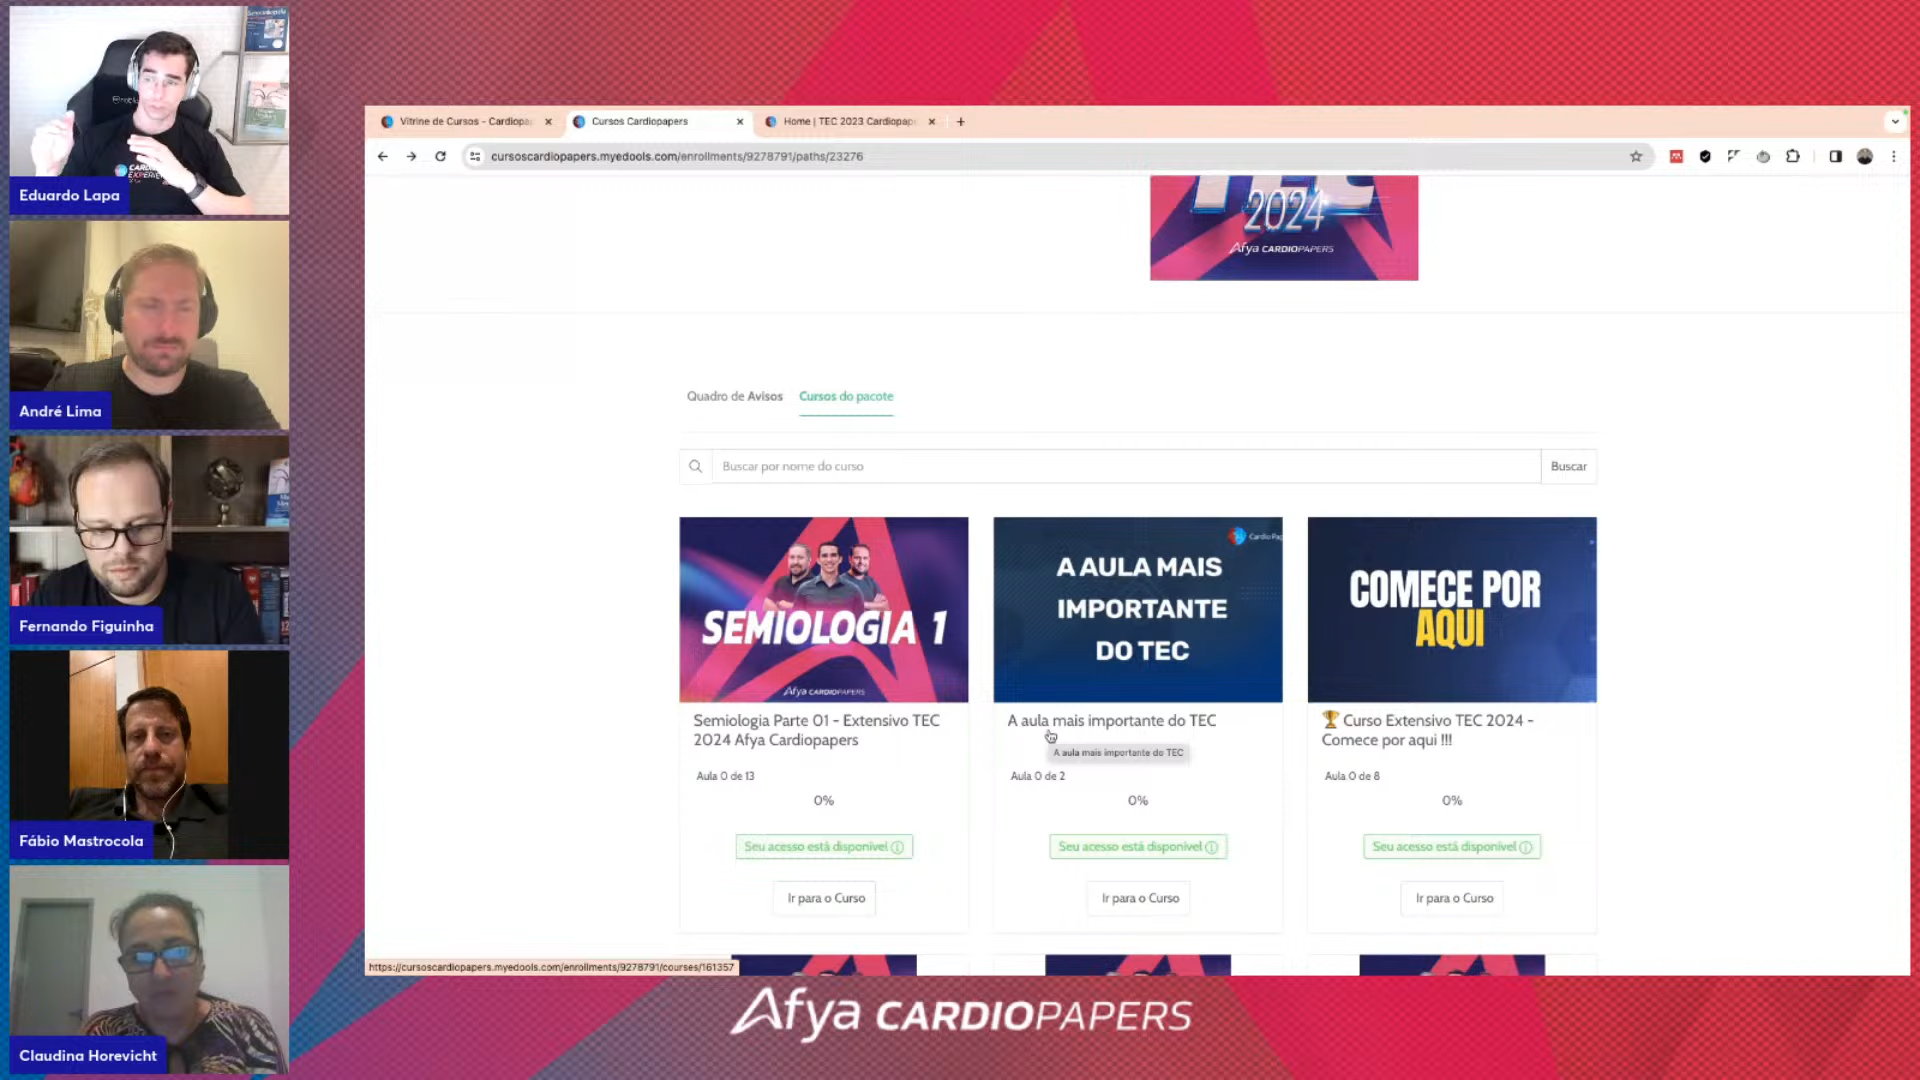 Eduardo Lapa
André Lima
Fernando Figuinha
Fábio Mastrocola
Claudina Horevicht
Vitrine de Cursos - Cardiopa
Cursos Cardiopapers
Home | TEC 2023 Cardiopap
cursoscardiopapers.myedools.com/enrollments/9278791/paths/23276
TEC
2024
Afya CARDIOPAPERS
Quadro de Avisos
Cursos do pacote
Buscar por nome do curso
Buscar
SEMIOLOGIA 1
Afya CARDIOPAPERS
Semiologia Parte 01 - Extensivo TEC
2024 Afya Cardiopapers
Aula 0 de 13
0%
Seu acesso está disponível
Ir para o Curso
Cardio Pap
A AULA MAIS
IMPORTANTE
DO TEC
A aula mais importante do TEC
A aula mais importante do TEC
Aula 0 de 2
0%
Seu acesso está disponível
Ir para o Curso
COMECE POR
AQUI
🏆 Curso Extensivo TEC 2024 -
Comece por aqui !!!
Aula 0 de 8
0%
Seu acesso está disponível
Ir para o Curso
https://cursoscardiopapers.myedools.com/enrollments/9278791/courses/161357
Afya CARDIOPAPERS